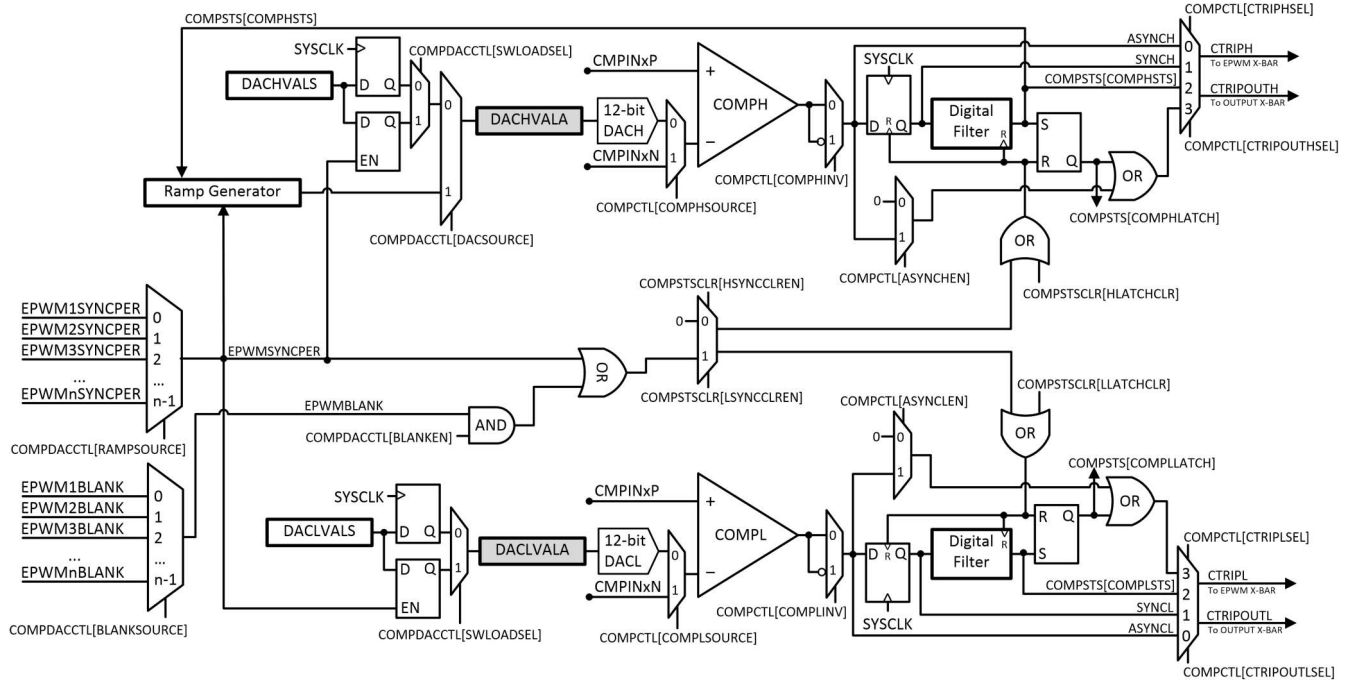 COMPSTS[COMPHSTS]
COMPCTL[CTRIPHSEL]
SYSCLK
COMPDACCTL[SWLOADSEL]
ASYNCH
0
CTRIPH
To EPWM X-BAR
DACHVALS
D Q
0
0
CMPINxP
+
COMPH
0
1
SYSCLK
SYNCH
1
COMPSTS[COMPHSTS]
2
CTRIPOUTH
To OUTPUT X-BAR
3
D Q
1
EN
DACHVALA
12-bit
DACH
0
−
1
CMPINxN
D R Q
Digital
Filter
R
S
R Q
OR
COMPCTL[CTRIPOUTHSEL]
Ramp Generator
1
COMPCTL[COMPHINV]
COMPCTL[COMPHSOURCE]
0
0
1
COMPSTS[COMPHLATCH]
COMPDACCTL[DACSOURCE]
OR
COMPCTL[ASYNCHEN]
COMPSTSCLR[HLATCHCLR]
COMPSTSCLR[HSYNCCLREN]
EPWM1SYNCPER
0
EPWM2SYNCPER
1
EPWM3SYNCPER
2
...
...
EPWMnSYNCPER
n-1
EPWMSYNCPER
OR
0
0
1
COMPSTSCLR[LSYNCCLREN]
COMPSTSCLR[LLATCHCLR]
EPWMBLANK
AND
COMPDACCTL[BLANKEN]
COMPDACCTL[RAMPSOURCE]
COMPCTL[ASYNCLEN]
0
0
1
OR
COMPSTS[COMPLLATCH]
EPWM1BLANK
0
EPWM2BLANK
1
EPWM3BLANK
2
...
...
EPWMnBLANK
n-1
COMPDACCTL[BLANKSOURCE]
SYSCLK
DACLVALS
D Q
0
D Q
1
EN
COMPDACCTL[SWLOADSEL]
DACLVALA
CMPINxP
+
COMPL
12-bit
DACL
0
−
1
CMPINxN
COMPCTL[COMPLSOURCE]
0
1
COMPCTL[COMPLINV]
D R Q
SYSCLK
Digital
Filter
R
R Q
S
OR
COMPCTL[CTRIPLSEL]
3
CTRIPL
To EPWM X-BAR
COMPSTS[COMPLSTS]
2
SYNCL
1
CTRIPOUTL
To OUTPUT X-BAR
ASYNCL
0
COMPCTL[CTRIPOUTLSEL]